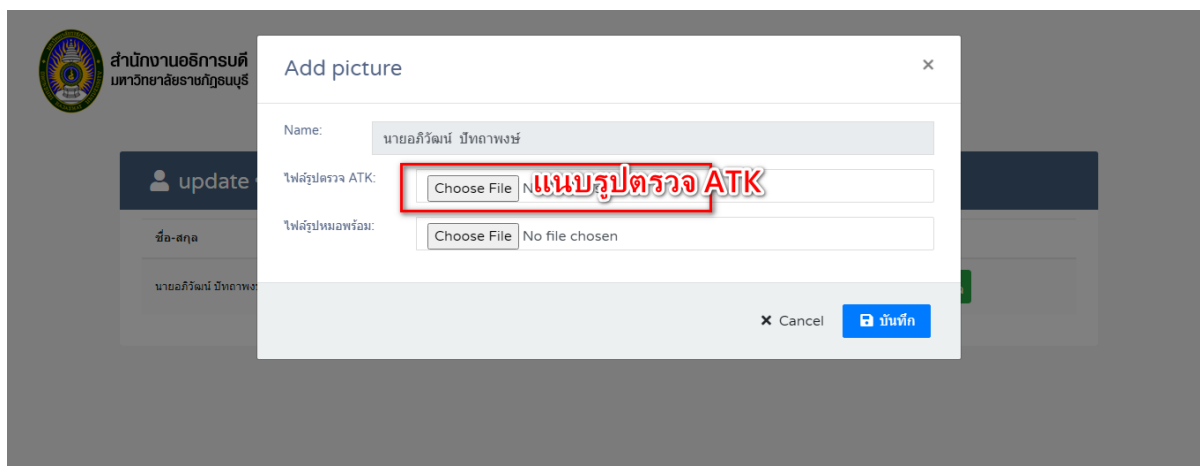 สำนักงานอธิการบดี
มหาวิทยาลัยราชภัฏธนบุรี
Add picture
×
Name:
นายอภิวัฒน์ ปัทถาพงษ์
update
ไฟล์รูปตรวจ ATK:
Choose File
แนบรูปตรวจ ATK
ไฟล์รูปหมอพร้อม:
Choose File No file chosen
ชื่อ-สกุล
นายอภิวัฒน์ ปัทถาพงษ์
Cancel
บันทึก